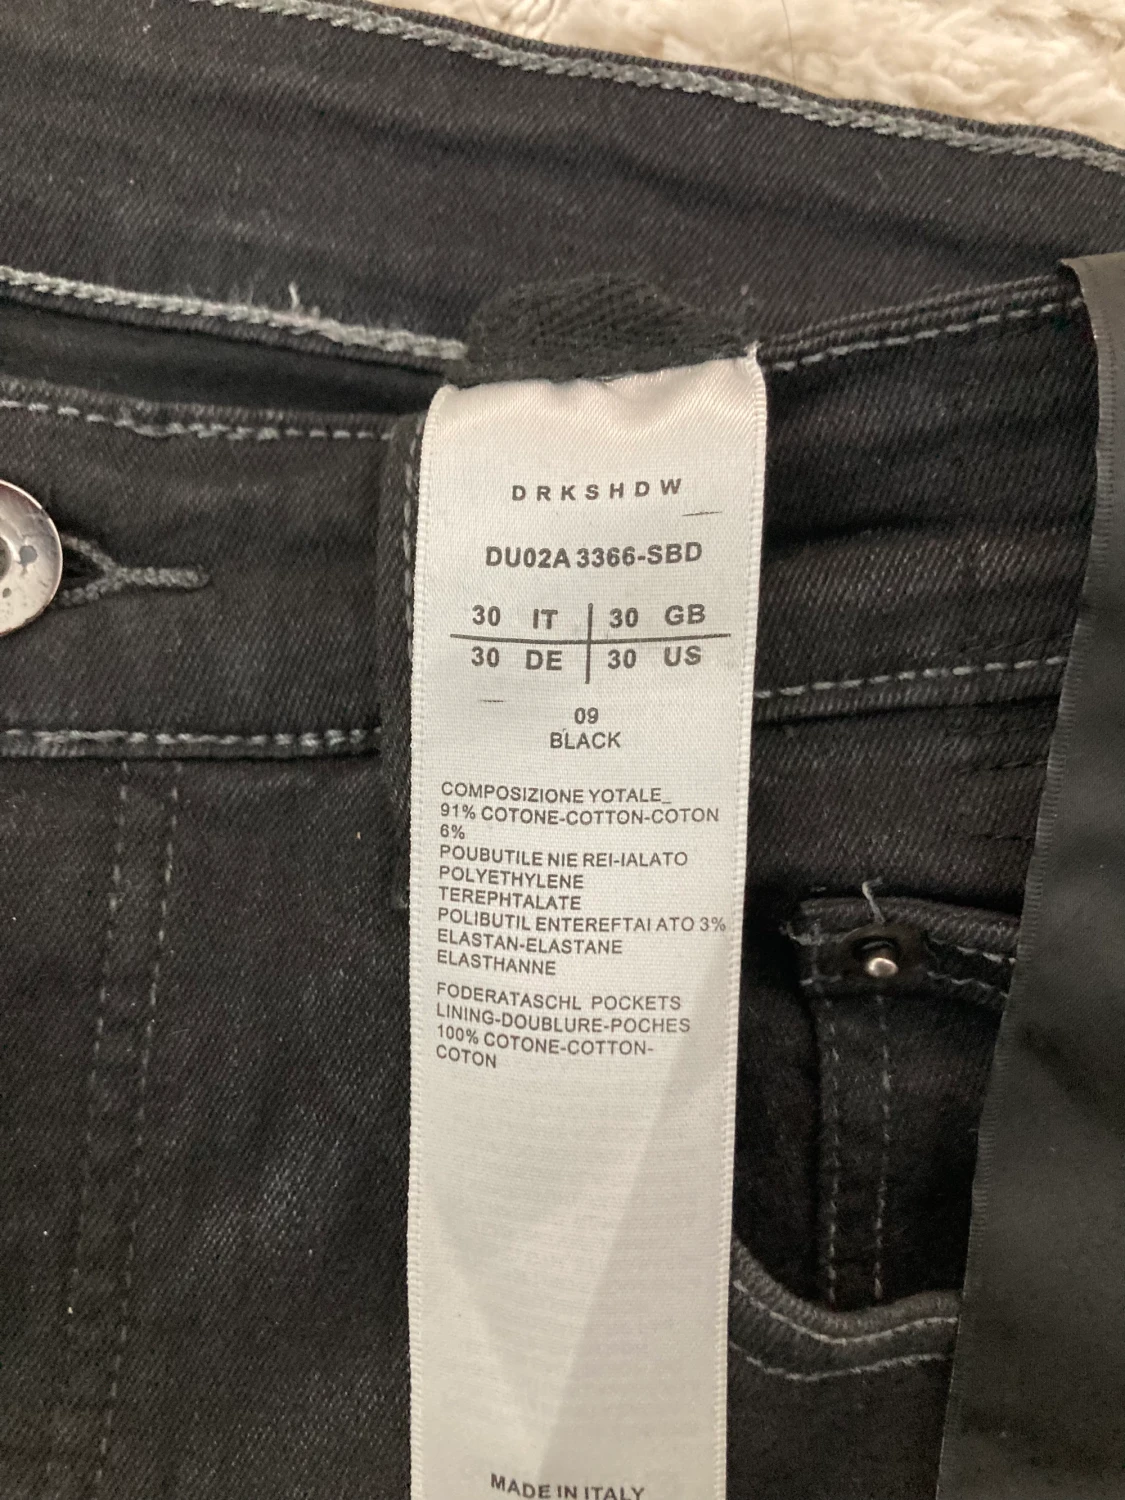 DRKSHDW
DU02A 3366-SBD
30 IT 30 GB
30 DE 30 US
09
BLACK
COMPOSIZIONE YOTALE_
91% COTONE-COTTON-COTON
6%
POUBUTILE NIE REI-IALATO
POLYETHYLENE
TEREPHTALATE
POLIBUTIL ENTEREFTAI ATO 3%
ELASTAN-ELASTANE
ELASTHANNE
FODERATASCHL POCKETS
LINING-DOUBLURE-POCHES
100% COTONE-COTTON-
COTON
MADE IN ITALY